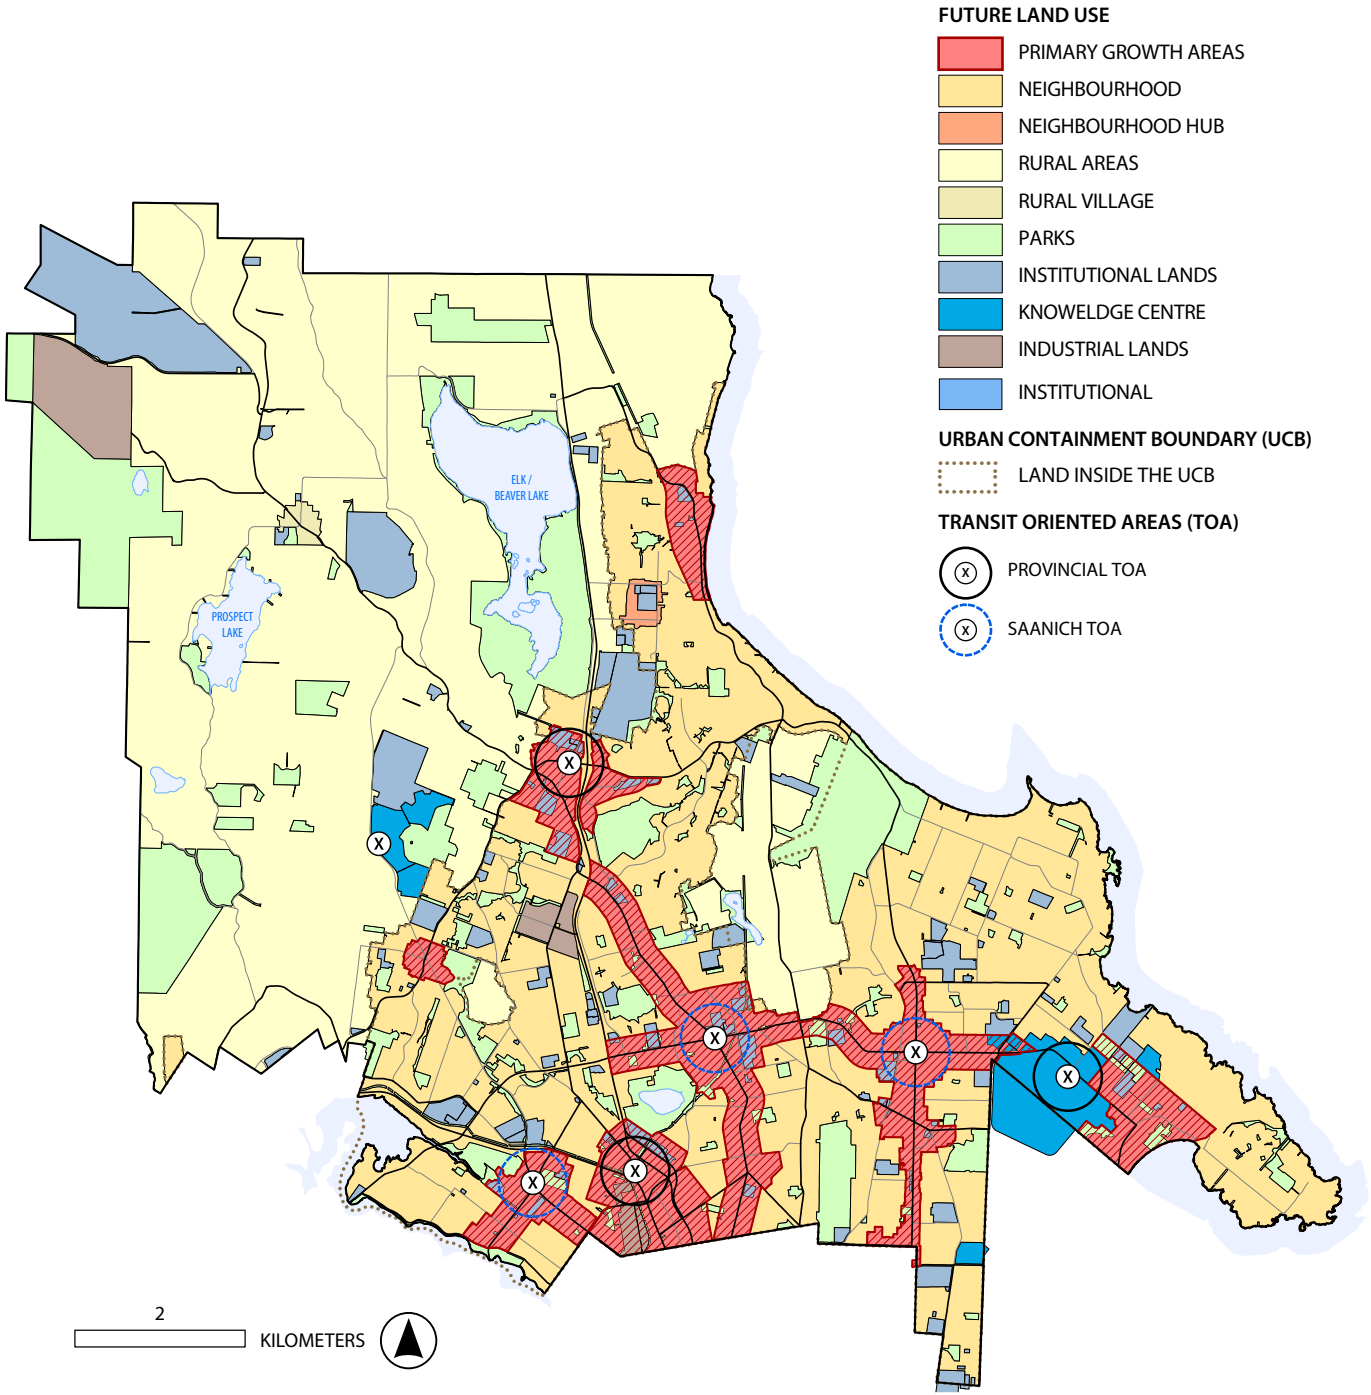 FUTURE LAND USE
PRIMARY GROWTH AREAS
NEIGHBOURHOOD
NEIGHBOURHOOD HUB
RURAL AREAS
RURAL VILLAGE
PARKS
INSTITUTIONAL LANDS
KNOWELDGE CENTRE
INDUSTRIAL LANDS
INSTITUTIONAL
URBAN CONTAINMENT BOUNDARY (UCB)
LAND INSIDE THE UCB
TRANSIT ORIENTED AREAS (TOA)
X PROVINCIAL TOA
X SAANICH TOA
ELK /
BEAVER LAKE
PROSPECT
LAKE
X
X
X
X
X
X
X
2
KILOMETERS